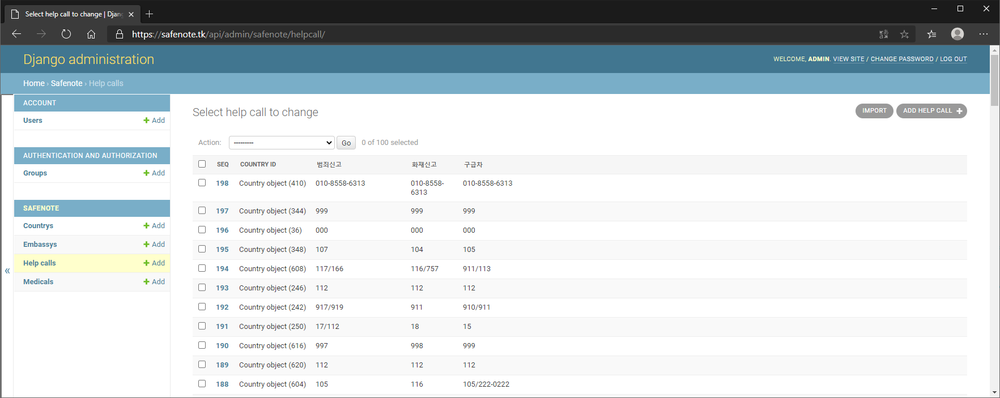 Select help call to change | Djang
https://safenote.tk/api/admin/safenote/helpcall/
Django administration
WELCOME, ADMIN. VIEW SITE / CHANGE PASSWORD / LOG OUT
Home › Safenote › Help calls
ACCOUNT
Users Add
AUTHENTICATION AND AUTHORIZATION
Groups Add
SAFENOTE
Countrys Add
Embassys Add
Help calls Add
Medicals Add
«
Select help call to change
IMPORT
ADD HELP CALL
Action: --------- Go 0 of 100 selected
SEQ COUNTRY ID 범죄신고 화재신고 구급차
198 Country object (410) 010-8558-6313 010-8558- 010-8558-6313
6313
197 Country object (344) 999 999 999
196 Country object (36) 000 000 000
195 Country object (348) 107 104 105
194 Country object (608) 117/166 116/757 911/113
193 Country object (246) 112 112 112
192 Country object (242) 917/919 911 910/911
191 Country object (250) 17/112 18 15
190 Country object (616) 997 998 999
189 Country object (620) 112 112 112
188 Country object (604) 105 116 105/222-0222